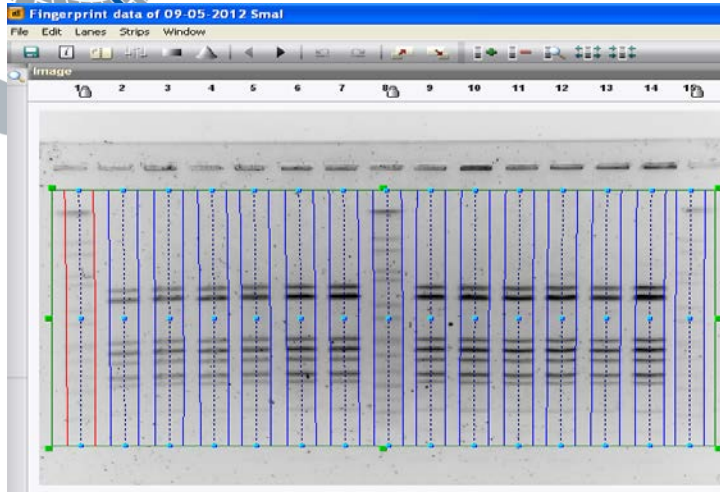 Fingerprint data of 09-05-2012 SmaI
File Edit Lanes Strips Window
Image
1 2 3 4 5 6 7 8 9 10 11 12 13 14 15